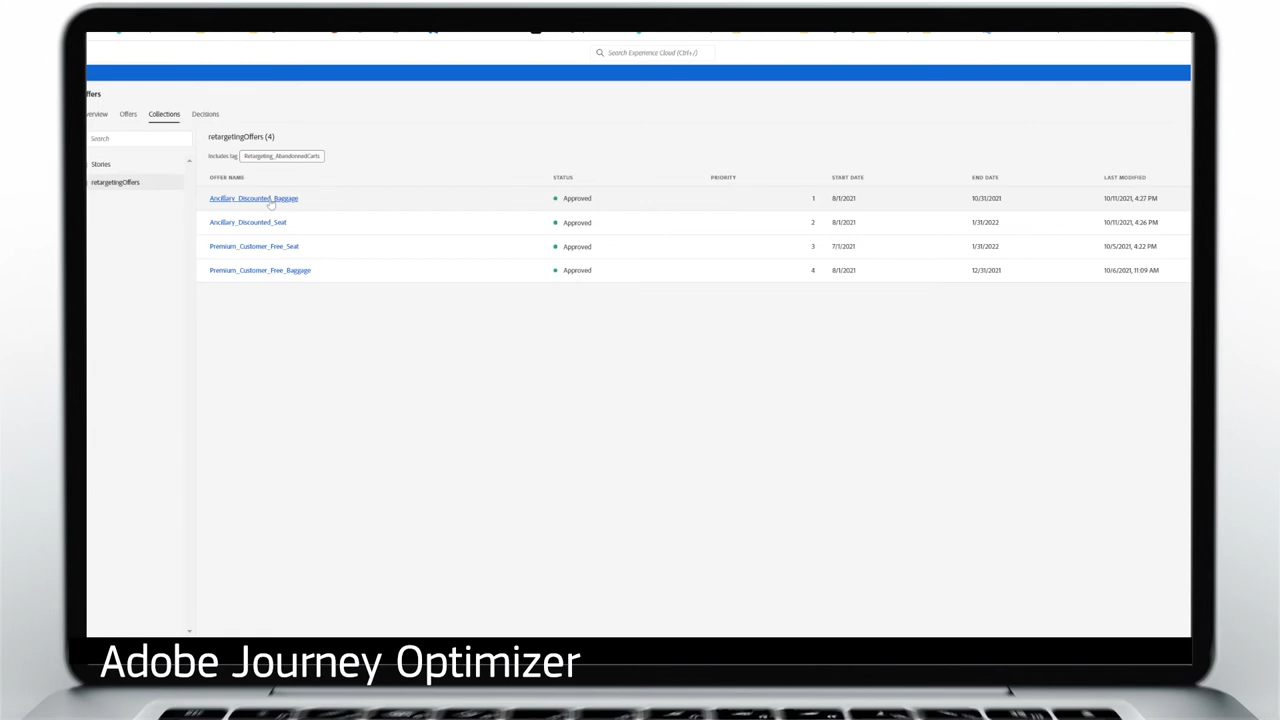 Search Experience Cloud (Ctrl+/)
ffers
verview Offers Collections Decisions
Search
retargetingOffers (4)
Includes tag Retargeting_AbandonnedCarts
Stories
retargetingOffers
OFFER NAME STATUS PRIORITY START DATE END DATE LAST MODIFIED
Ancillary_Discounted_Baggage Approved 1 8/1/2021 10/31/2021 10/11/2021, 4:27 PM
Ancillary_Discounted_Seat Approved 2 8/1/2021 1/31/2022 10/11/2021, 4:26 PM
Premium_Customer_Free_Seat Approved 3 7/1/2021 1/31/2022 10/5/2021, 4:22 PM
Premium_Customer_Free_Baggage Approved 4 8/1/2021 12/31/2021 10/6/2021, 11:09 AM
Adobe Journey Optimizer